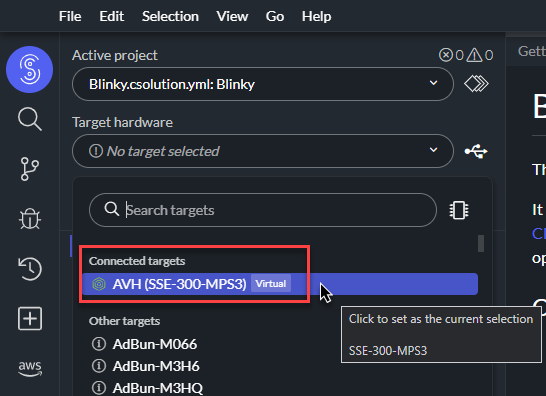 File Edit Selection View Go Help
Active project
0 0
Blinky.csolution.yml: Blinky
Target hardware
No target selected
Search targets
Connected targets
AVH (SSE-300-MPS3) Virtual
Click to set as the current selection
SSE-300-MPS3
Other targets
AdBun-M066
AdBun-M3H6
AdBun-M3HQ
aws
Gett
B
Th
It
op